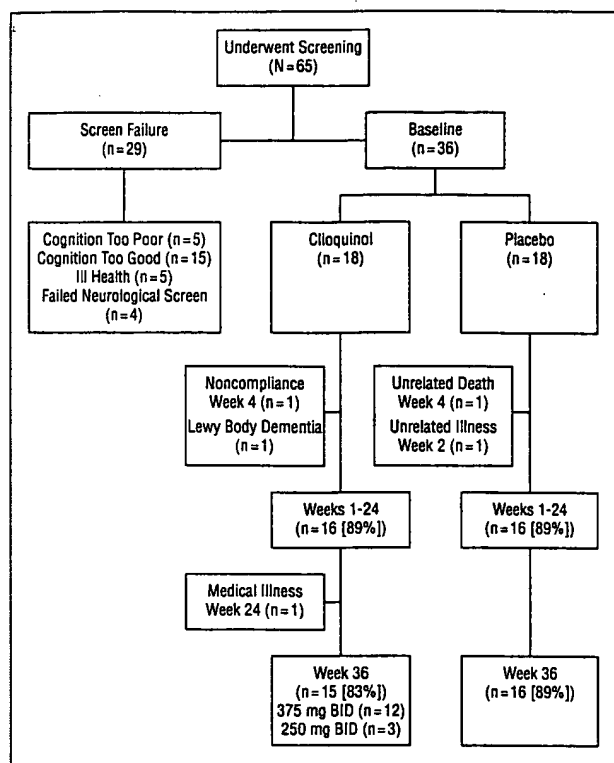 Underwent Screening
(N=65)
Screen Failure
(n=29)
Baseline
(n=36)
Cognition Too Poor (n=5)
Cognition Too Good (n=15)
Ill Health (n=5)
Failed Neurological Screen
(n=4)
Clioquinol
(n=18)
Placebo
(n=18)
Noncompliance
Week 4 (n=1)
Lewy Body Dementia
(n=1)
Unrelated Death
Week 4 (n=1)
Unrelated Illness
Week 2 (n=1)
Weeks 1-24
(n=16 [89%])
Weeks 1-24
(n=16 [89%])
Medical Illness
Week 24 (n=1)
Week 36
(n=15 [83%])
375 mg BID (n=12)
250 mg BID (n=3)
Week 36
(n=16 [89%])